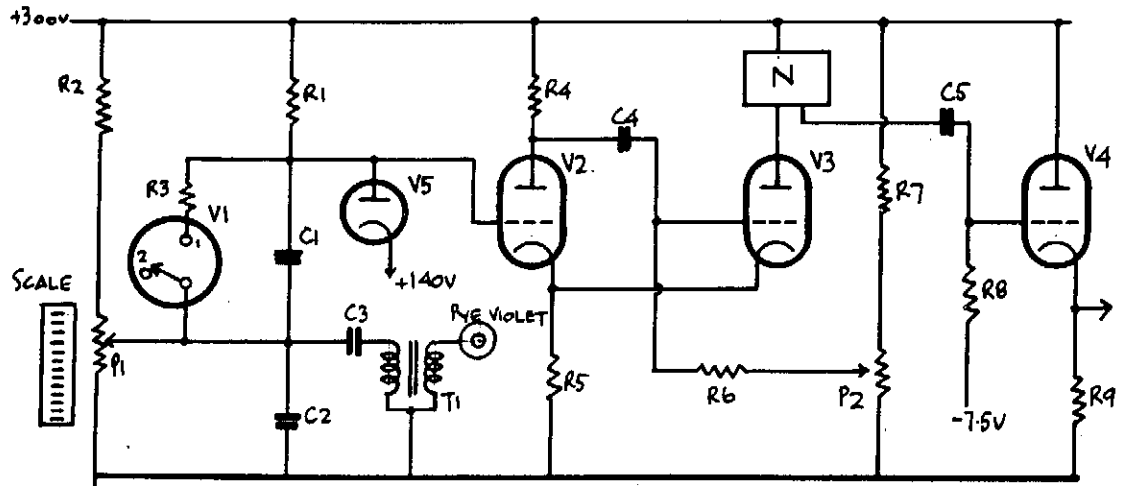 +300v
R2
R1
R4
Z
C5
C4
V2
V3
V4
R3
V1
V5
R7
1
2
C1
SCALE
+140V
R8
C3
RYE VIOLET
P1
R5
R6
P2
T1
C2
-7.5V
R9